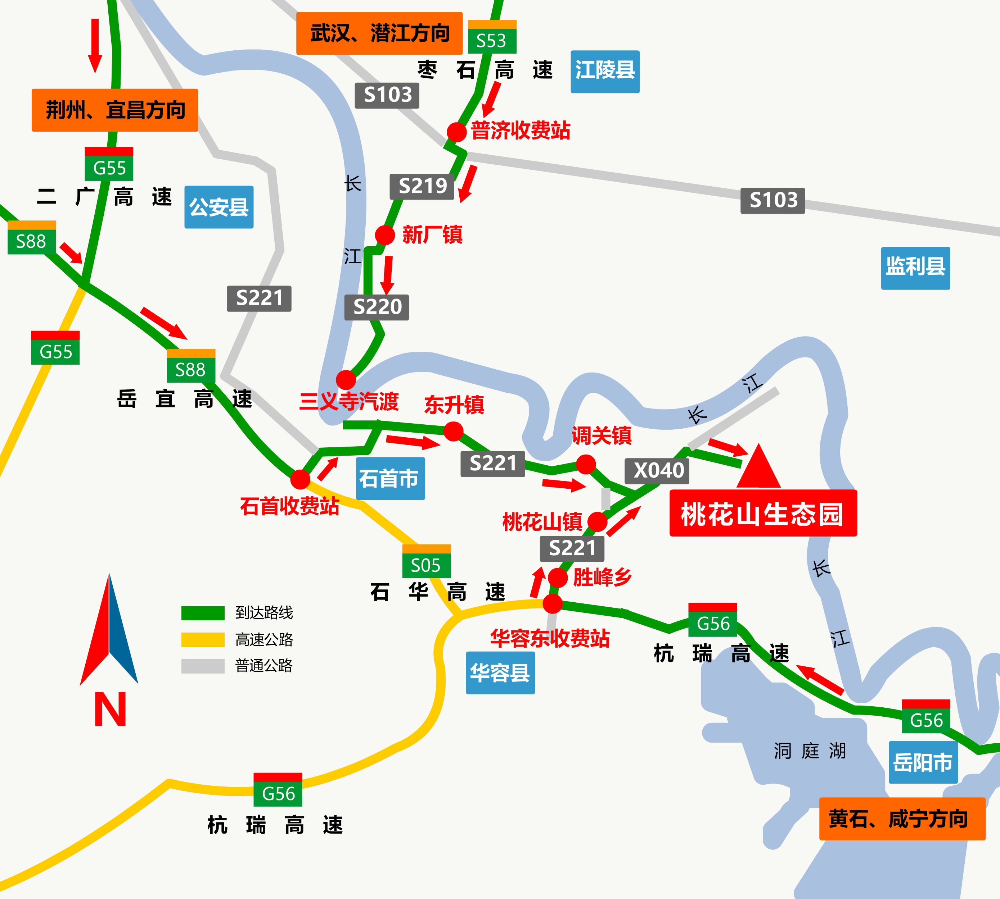 武汉、潜江方向
S53
枣石高速
江陵县
S103
荆州、宜昌方向
普济收费站
G55
二广高速
公安县
长江
S219
S103
S88
新厂镇
监利县
S221
S220
G55
S88
岳宜高速
三义寺汽渡
东升镇
长江
调关镇
S221
X040
石首市
石首收费站
桃花山镇
桃花山生态园
S221
S05
石华高速
胜峰乡
长江
到达路线
高速公路
普通公路
N
华容东收费站
G56
杭瑞高速
华容县
G56
洞庭湖
岳阳市
G56
杭瑞高速
黄石、咸宁方向